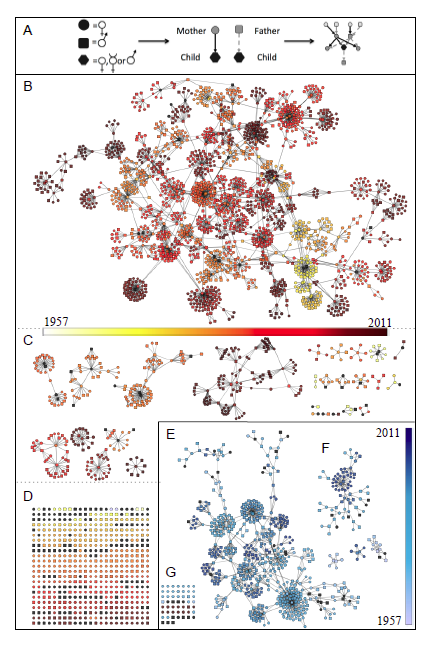 A
Mother
Father
Child
Child
or
B
1957
2011
C
D
E
F
2011
G
1957